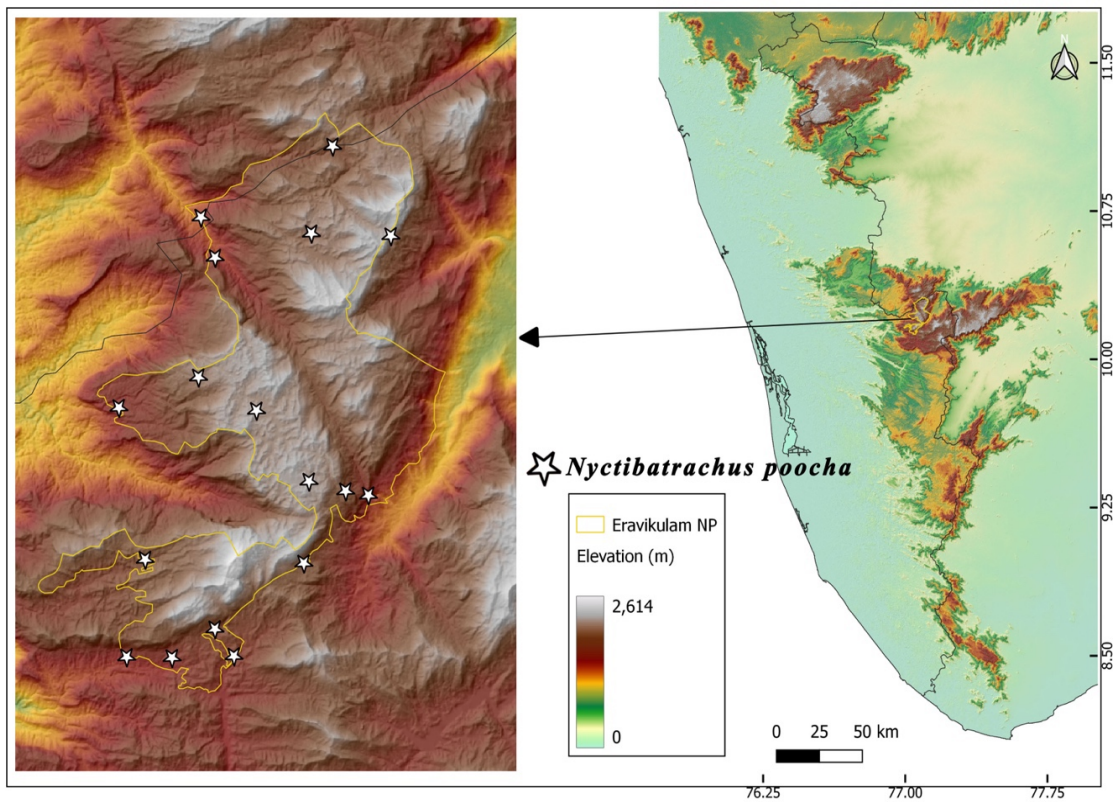 N
11.50
10.75
10.00
9.25
8.50
Nyctibatrachus poocha
Eravikulam NP
Elevation (m)
2,614
0
0 25 50 km
76.25 77.00 77.75